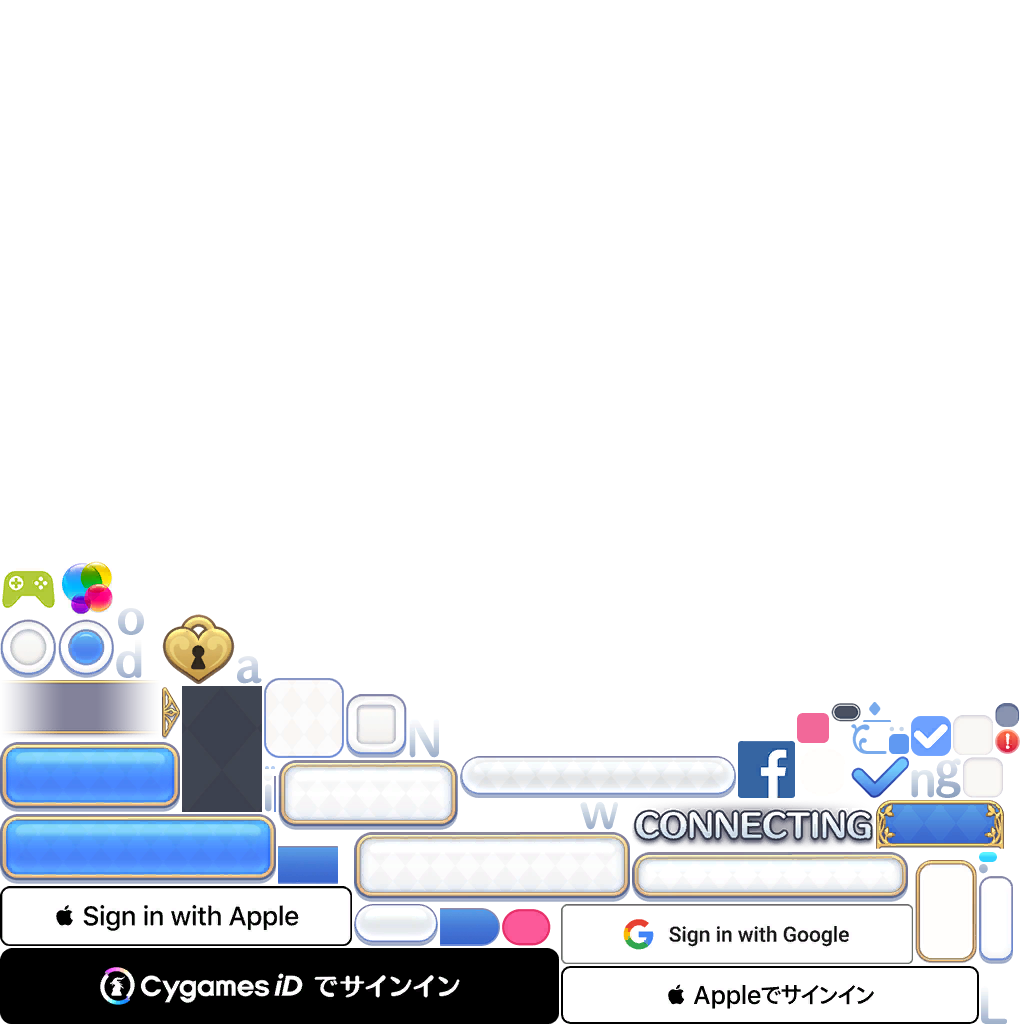 o
d
a
N
ï
ng
w
CONNECTING
Sign in with Apple
Sign in with Google
Cygames iD でサインイン
Appleでサインイン
L